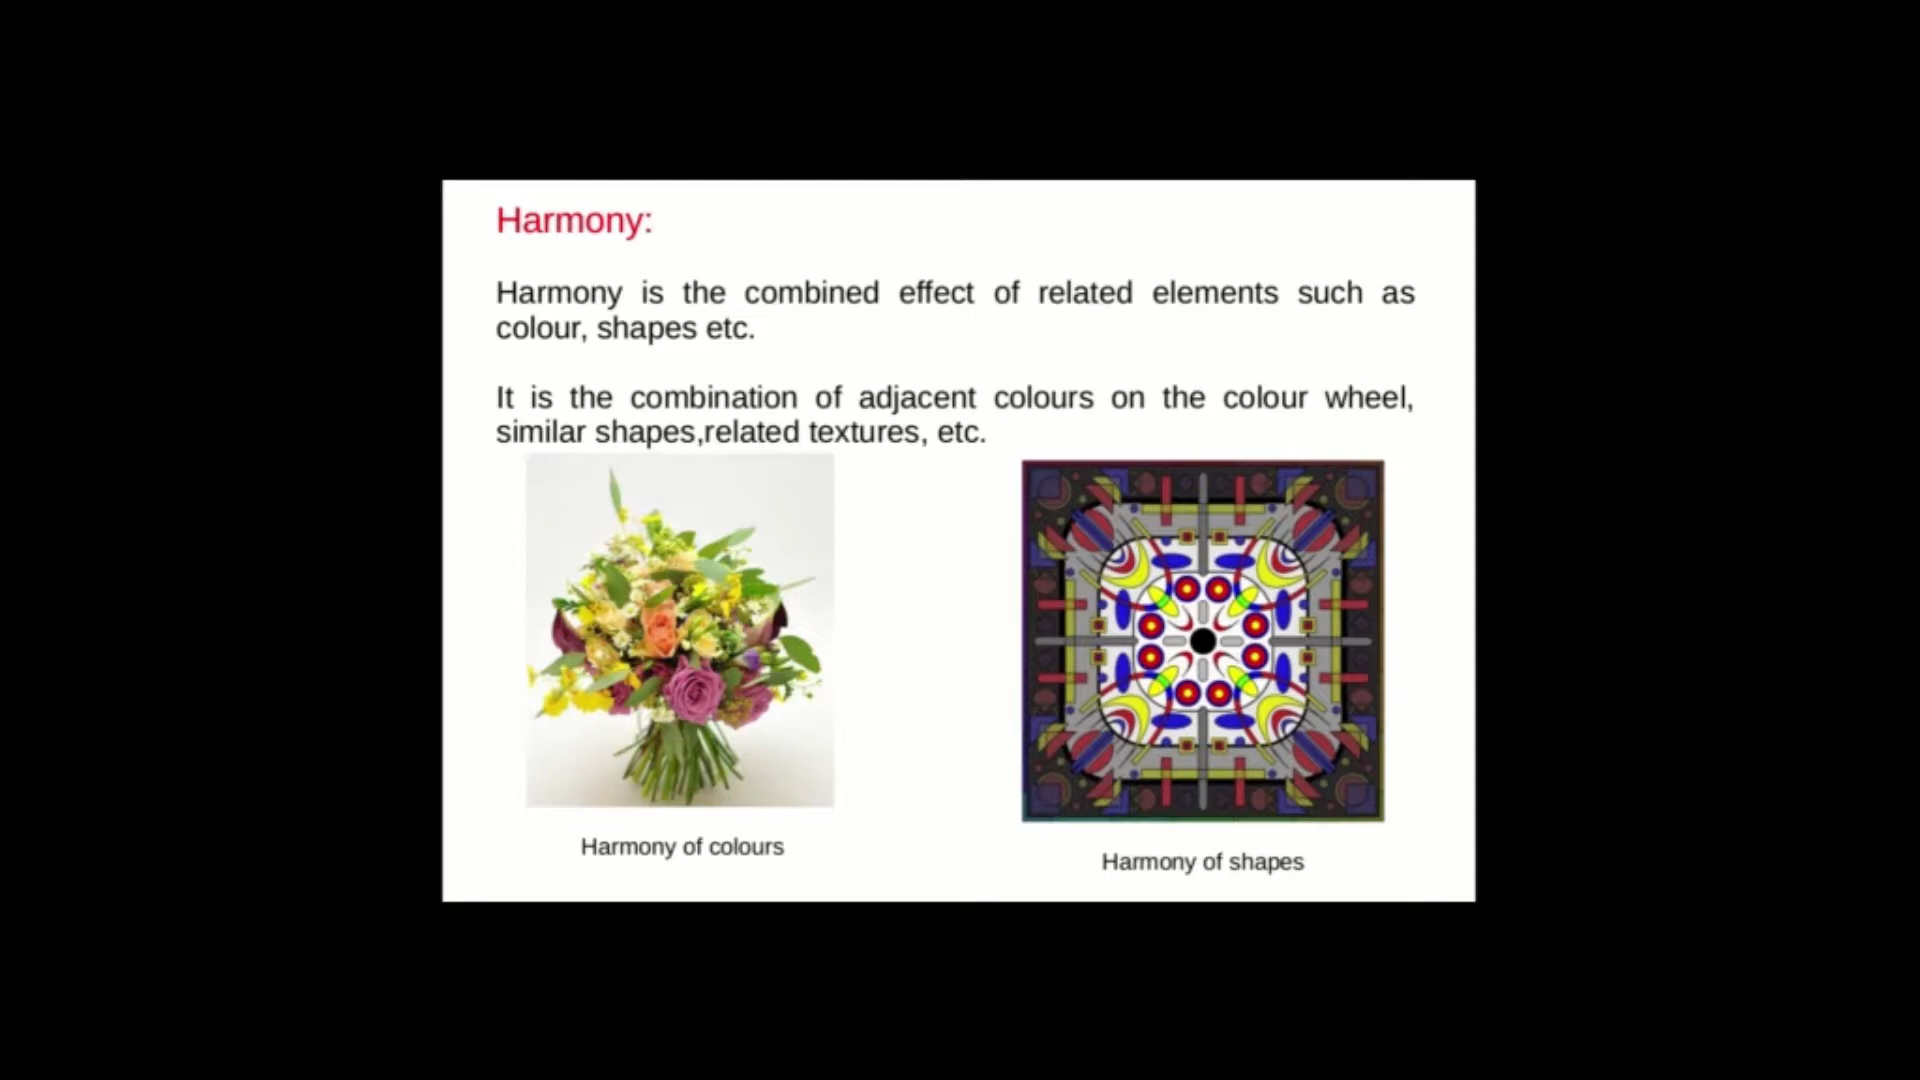 Harmony:
Harmony is the combined effect of related elements such as
colour, shapes etc.
It is the combination of adjacent colours on the colour wheel,
similar shapes,related textures, etc.
Harmony of colours
Harmony of shapes